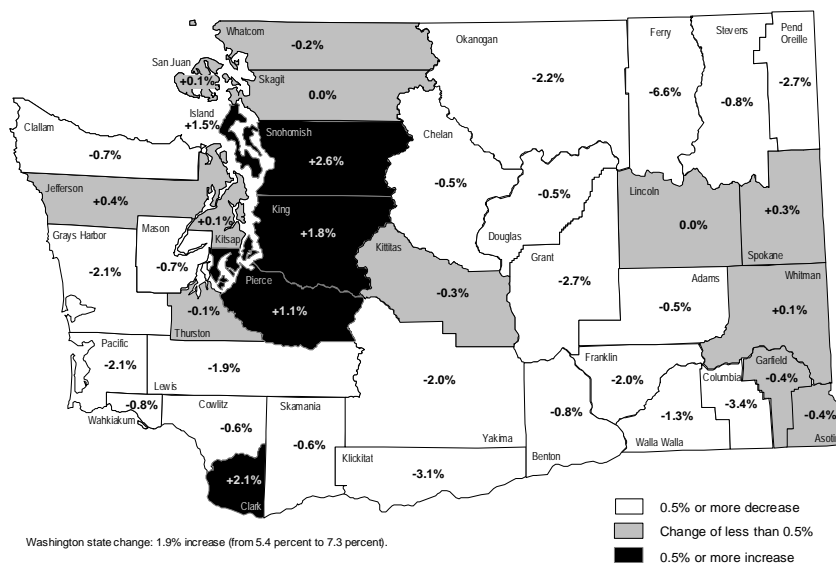 Whatcom
-0.2%
San Juan
+0.1%
Skagit
0.0%
Island
+1.5%
Okanogan
-2.2%
Ferry
-6.6%
Stevens
-0.8%
Pend
Oreille
-2.7%
Clallam
-0.7%
Snohomish
+2.6%
Chelan
-0.5%
Jefferson
+0.4%
+0.1%
Kitsap
King
+1.8%
-0.5%
Douglas
Lincoln
0.0%
+0.3%
Spokane
Grays Harbor
-2.1%
Mason
-0.7%
Pierce
+1.1%
Kittitas
-0.3%
Grant
-2.7%
Adams
-0.5%
Whitman
+0.1%
-0.1%
Thurston
Pacific
-2.1%
-1.9%
Lewis
-2.0%
Yakima
Franklin
-2.0%
Columbia
-3.4%
Garfield
-0.4%
-0.4%
Asotin
-0.8%
Wahkiakum
Cowlitz
-0.6%
Skamania
-0.6%
-0.8%
Benton
-1.3%
Walla Walla
Klickitat
-3.1%
+2.1%
Clark
0.5% or more decrease
Change of less than 0.5%
0.5% or more increase
Washington state change: 1.9% increase (from 5.4 percent to 7.3 percent).